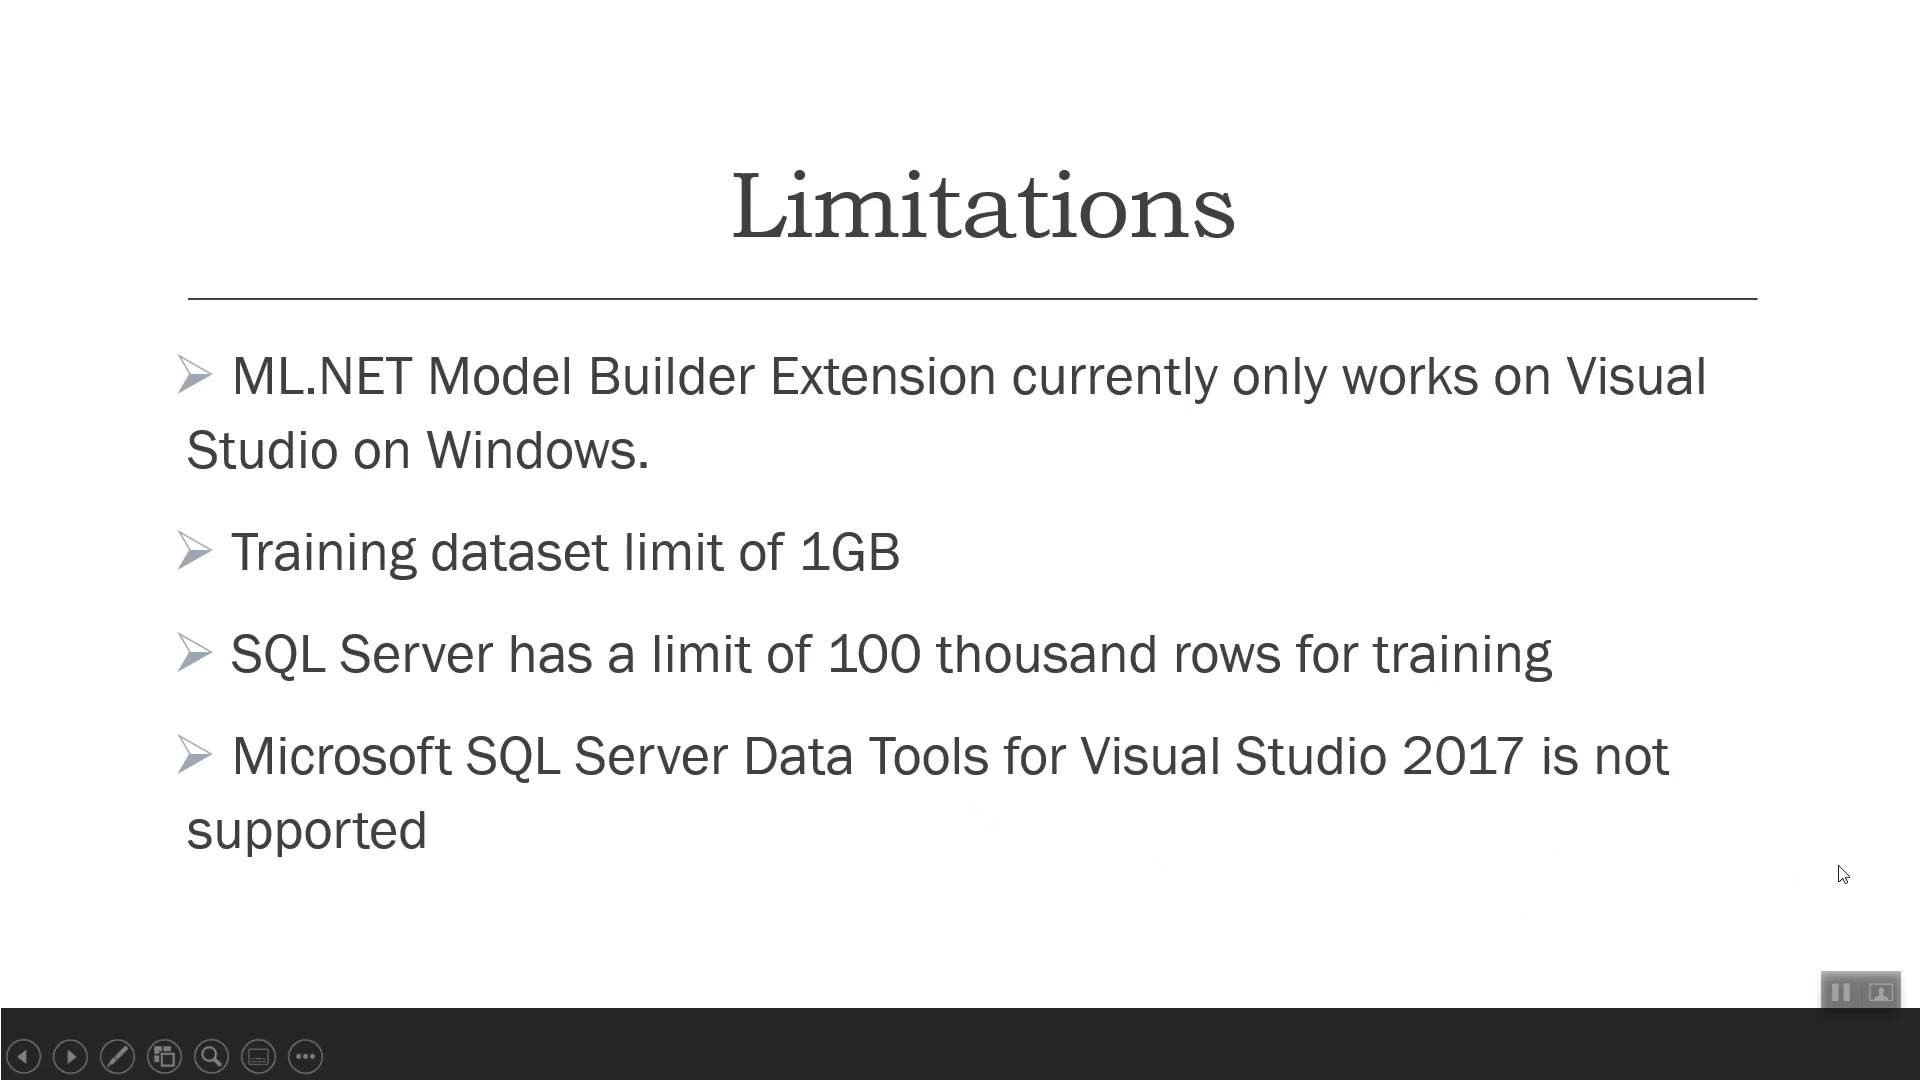 Limitations
ML.NET Model Builder Extension currently only works on Visual
Studio on Windows.
Training dataset limit of 1GB
SQL Server has a limit of 100 thousand rows for training
Microsoft SQL Server Data Tools for Visual Studio 2017 is not
supported